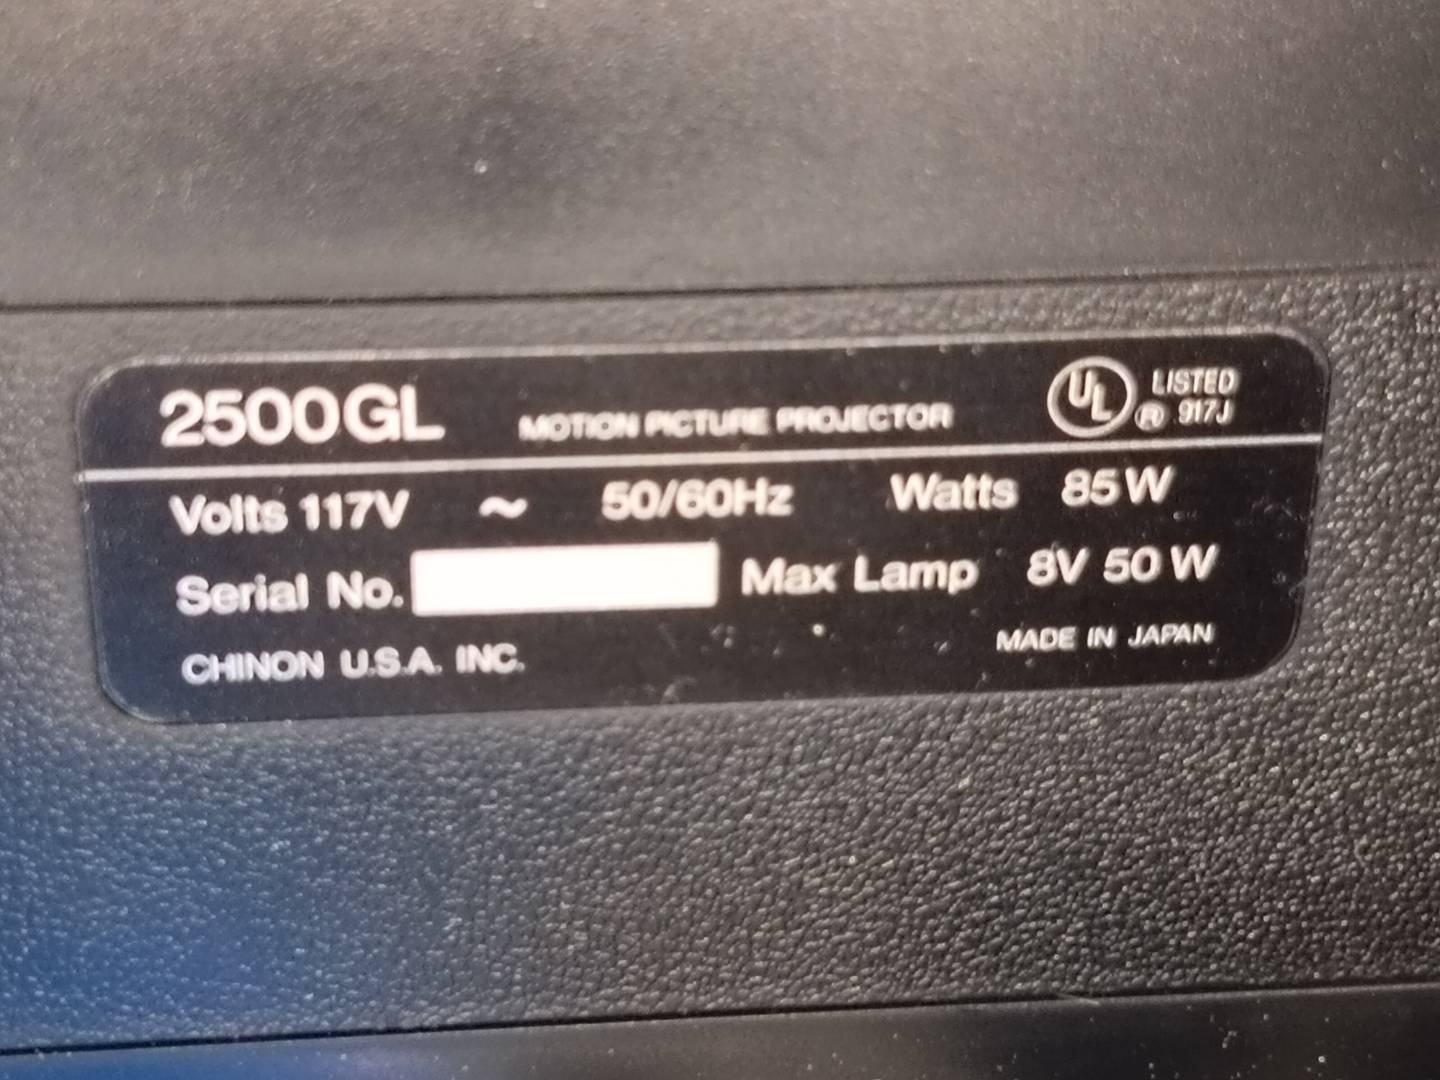 2500GL MOTION PICTURE PROJECTOR UL ® LISTED 917J
Volts 117V ~ 50/60Hz Watts 85W
Serial No. Max Lamp 8V 50W
CHINON U.S.A. INC. MADE IN JAPAN